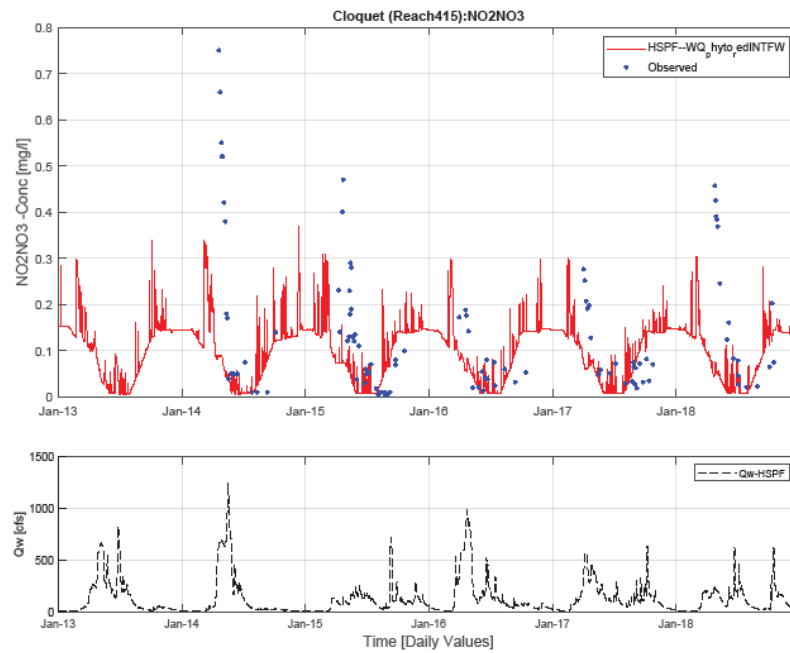 Cloquet (Reach415):NO2NO3
HSPF--WQphytoredINTFW
Observed
NO2NO3 -Conc [mg/l]
0.8
0.7
0.6
0.5
0.4
0.3
0.2
0.1
0
Jan-13 Jan-14 Jan-15 Jan-16 Jan-17 Jan-18
Qw-HSPF
Qw [cfs]
1500
1000
500
0
Jan-13 Jan-14 Jan-15 Jan-16 Jan-17 Jan-18
Time [Daily Values]